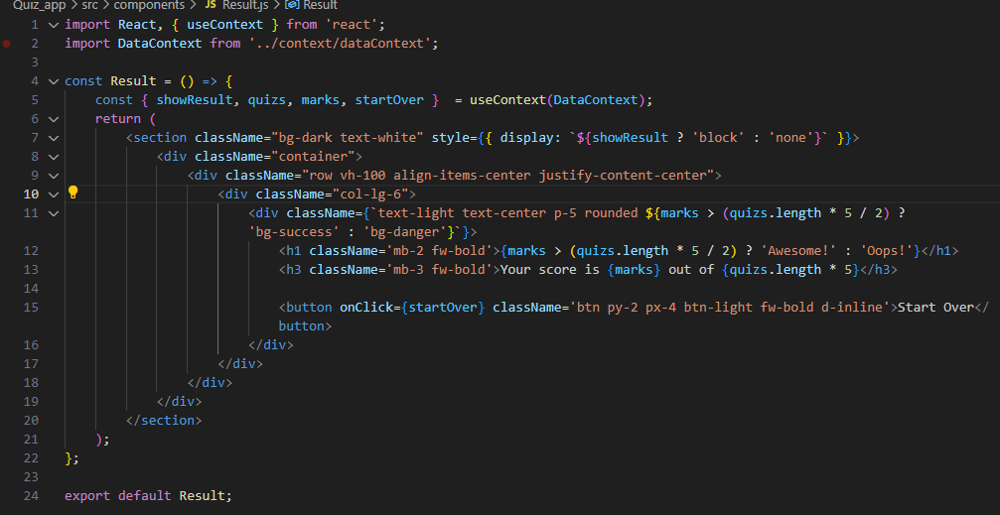 Quiz_app > src > components > JS Result.js > Result
1 import React, { useContext } from 'react';
2 import DataContext from '../context/dataContext';
3
4 const Result = () => {
5 const { showResult, quizs, marks, startOver }  = useContext(DataContext);
6 return (
7 <section className="bg-dark text-white" style={{ display: `${showResult ? 'block' : 'none'}` }}>
8 <div className="container">
9 <div className="row vh-100 align-items-center justify-content-center">
10 <div className="col-lg-6">
11 <div className={`text-light text-center p-5 rounded ${marks > (quizs.length * 5 / 2) ?
'bg-success' : 'bg-danger'}`}>
12 <h1 className='mb-2 fw-bold'>{marks > (quizs.length * 5 / 2) ? 'Awesome!' : 'Oops!'}</h1>
13 <h3 className='mb-3 fw-bold'>Your score is {marks} out of {quizs.length * 5}</h3>
14
15 <button onClick={startOver} className='btn py-2 px-4 btn-light fw-bold d-inline'>Start Over</
button>
16 </div>
17 </div>
18 </div>
19 </div>
20 </section>
21 );
22 };
23
24 export default Result;